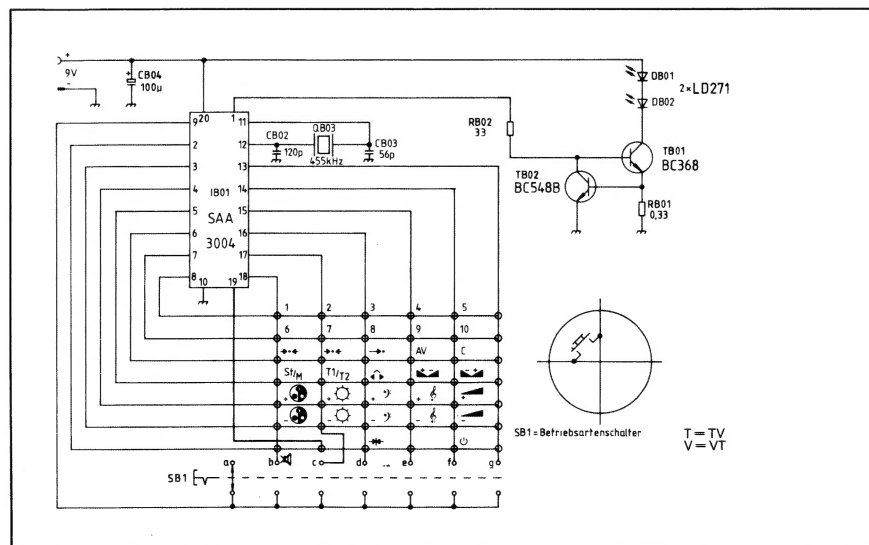 +
9V
-
CB04
100µ
20
1
9
2
3
4
5
6
7
8
10
19
11
12
13
14
15
16
17
18
IB01
SAA
3004
CB02
120p
QB03
455kHz
CB03
56p
RB02
33
DB01
DB02
2×LD271
TB01
BC368
TB02
BC548B
RB01
0,33
1 2 3 4 5
6 7 8 9 10
AV C
St/M T1/T2
+ + + + +
- - - - -
a b c d e f g
SB1
SB1=Betriebsartenschalter
T=TV
V=VT